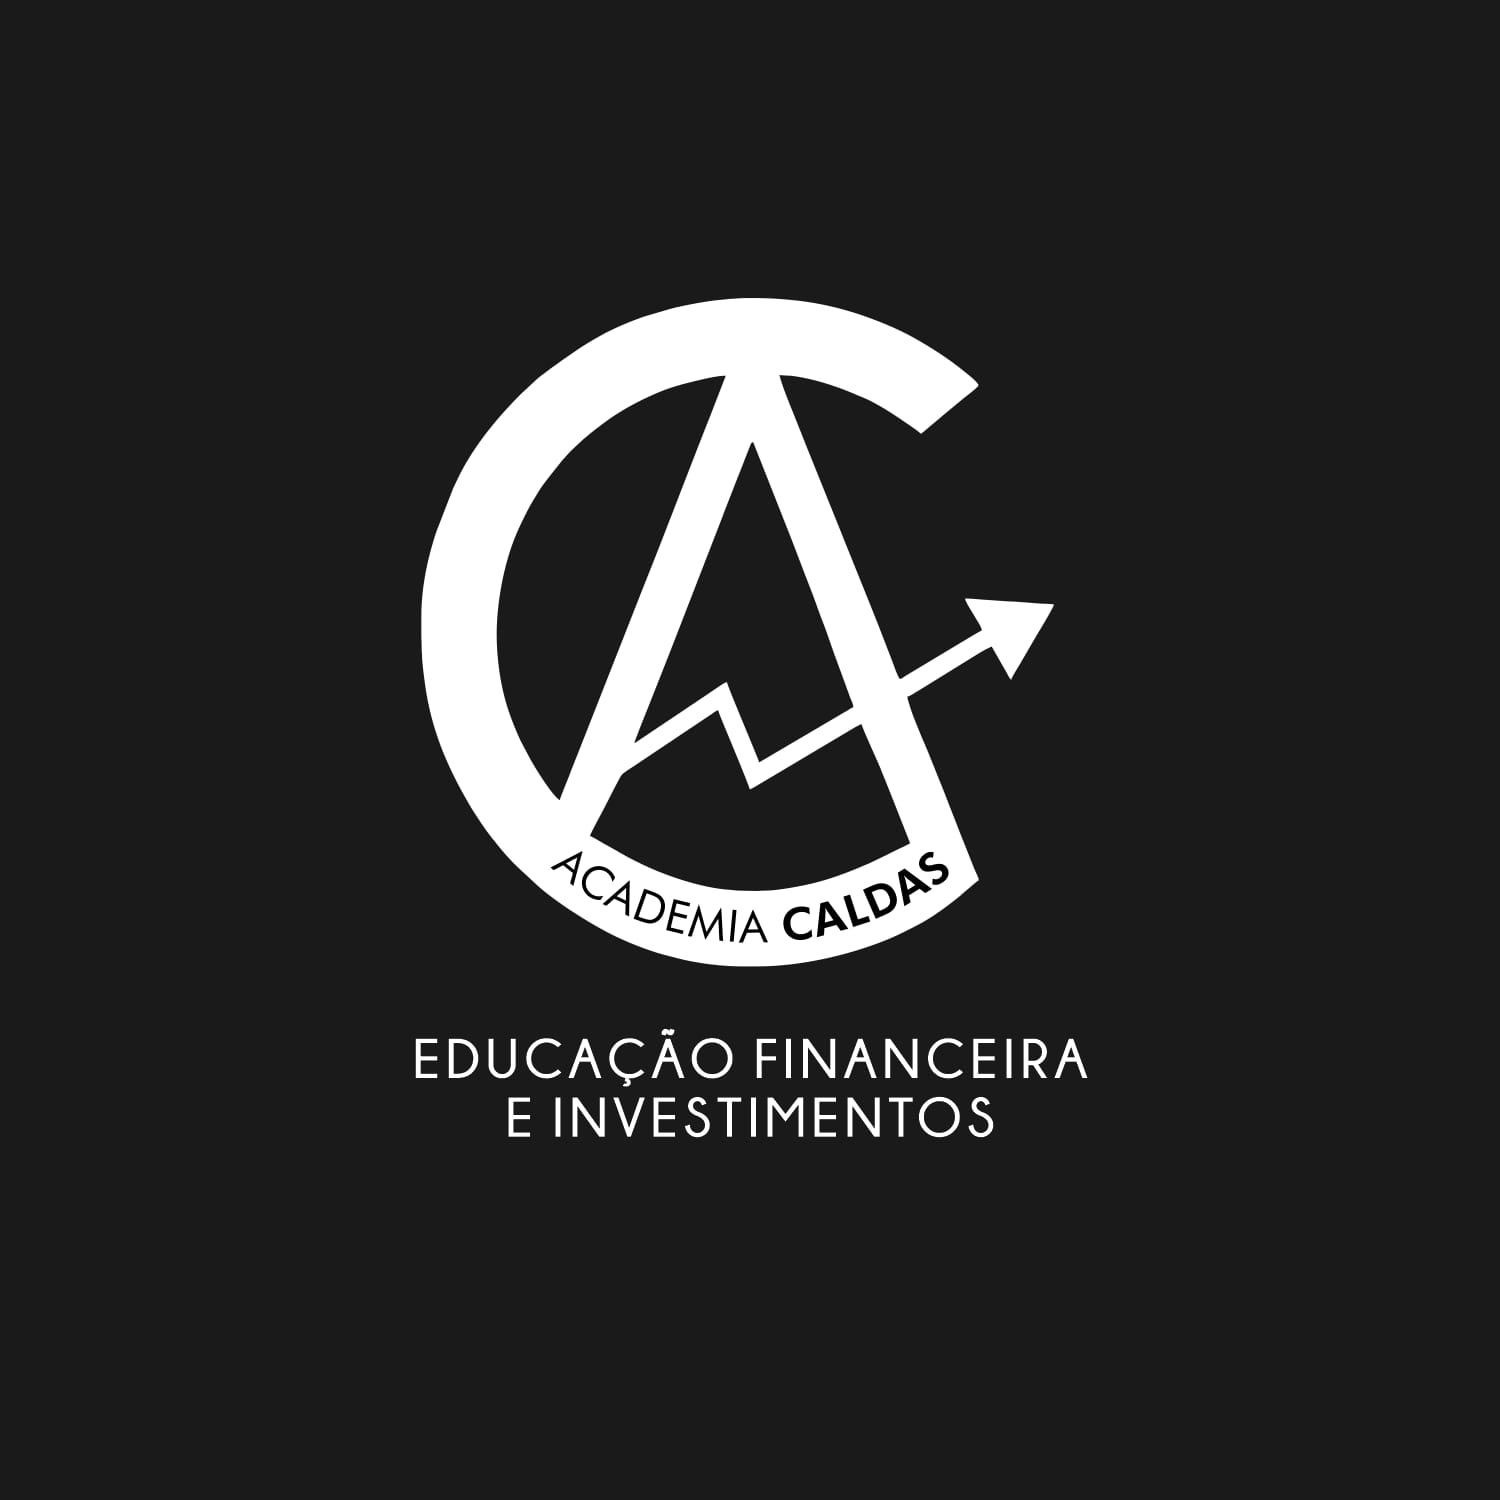 ACADEMIA CALDAS
EDUCAÇÃO FINANCEIRA
E INVESTIMENTOS